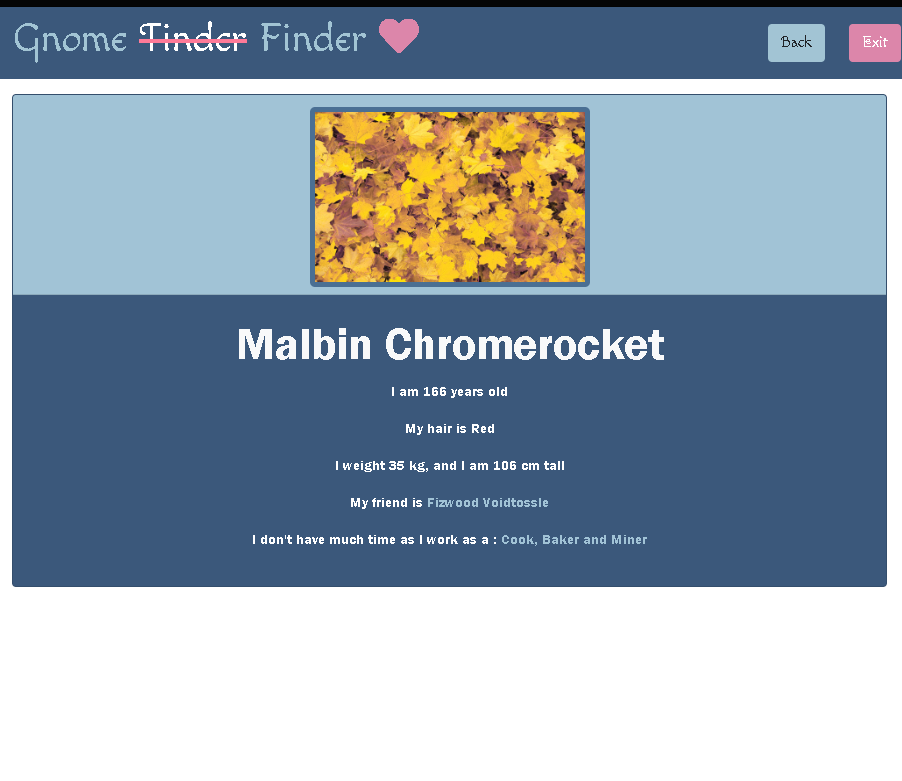 Gnome Tinder Finder
Back
Exit
Malbin Chromerocket
I am 166 years old
My hair is Red
I weight 35 kg, and I am 106 cm tall
My friend is Fizwood Voidtossle
I don't have much time as I work as a : Cook, Baker and Miner